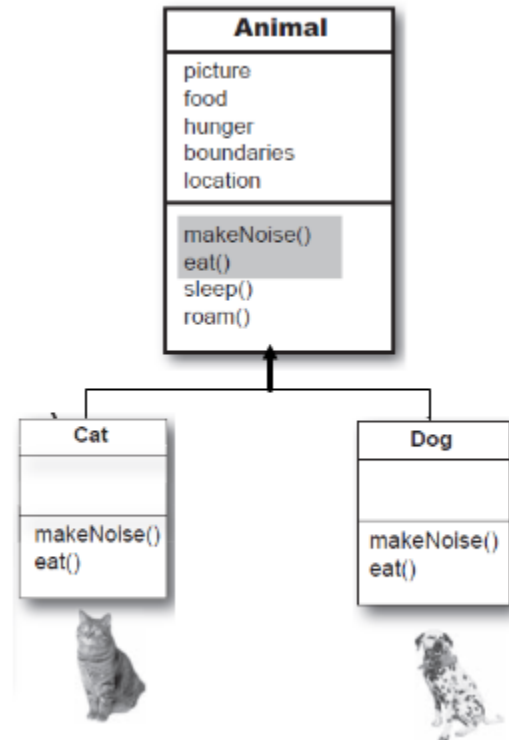 Animal
picture
food
hunger
boundaries
location
makeNoise()
eat()
sleep()
roam()
Cat
makeNoise()
eat()
Dog
makeNoise()
eat()